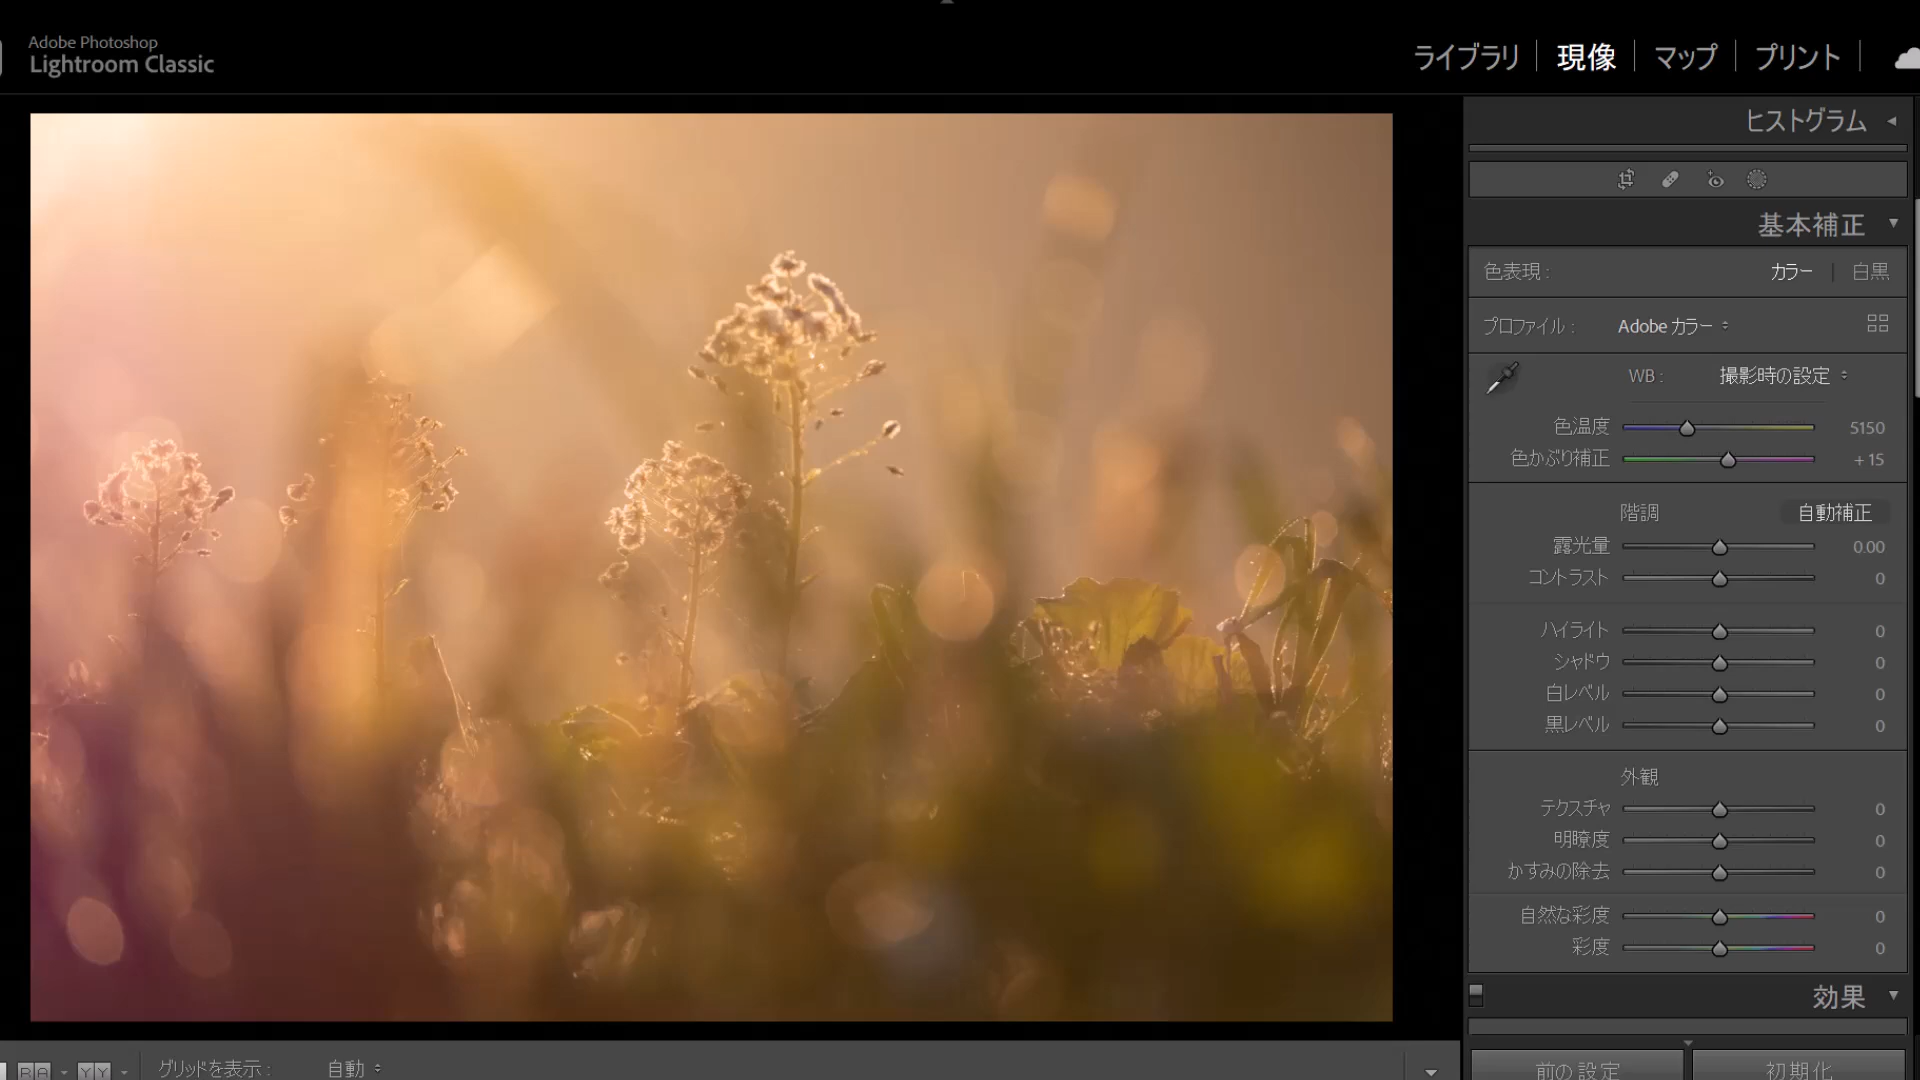 Adobe Photoshop
Lightroom Classic
ライブラリ 現像 マップ プリント
ヒストグラム
基本補正
色表現 : カラー 白黒
プロファイル : Adobe カラー
WB : 撮影時の設定
色温度 5150
色かぶり補正 + 15
階調 自動補正
露光量 0.00
コントラスト 0
ハイライト 0
シャドウ 0
白レベル 0
黒レベル 0
外観
テクスチャ 0
明瞭度 0
かすみの除去 0
自然な彩度 0
彩度 0
効果
RA YY グリッドを表示 : 自動
前の設定 初期化